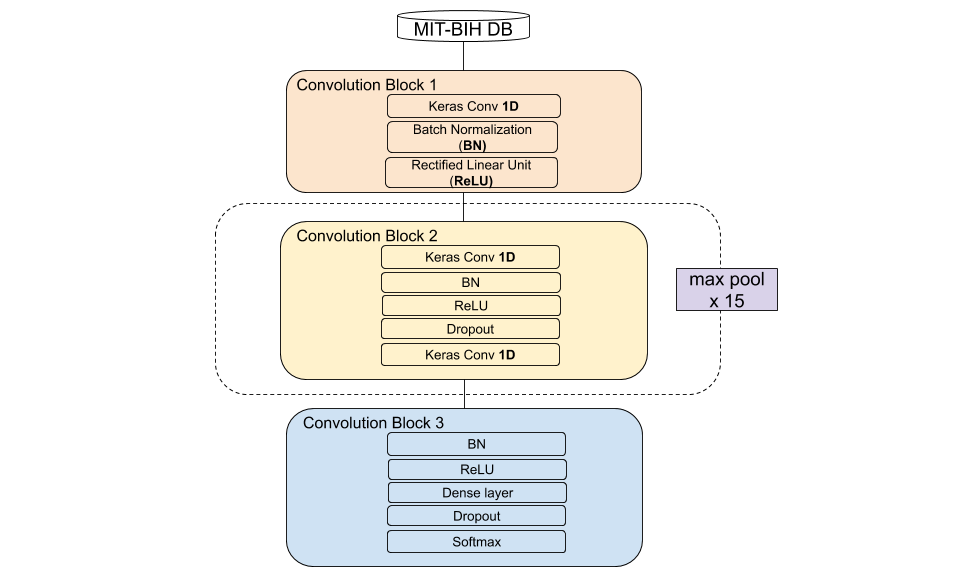 MIT-BIH DB
Convolution Block 1
Keras Conv 1D
Batch Normalization
(BN)
Rectified Linear Unit
(ReLU)
Convolution Block 2
Keras Conv 1D
BN
ReLU
Dropout
Keras Conv 1D
max pool
x 15
Convolution Block 3
BN
ReLU
Dense layer
Dropout
Softmax